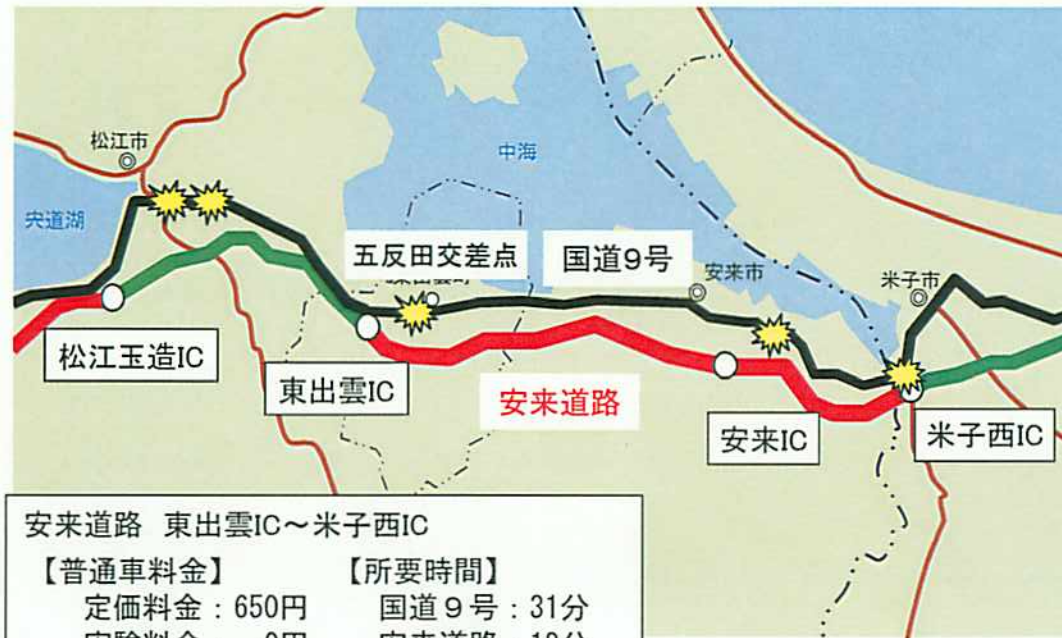 松江市
中海
宍道湖
五反田交差点
国道9号
安来市
米子市
松江玉造IC
東出雲IC
安来道路
安来IC
米子西IC
安来道路 東出雲IC～米子西IC
【普通車料金】 【所要時間】
定価料金：650円 国道９号：31分